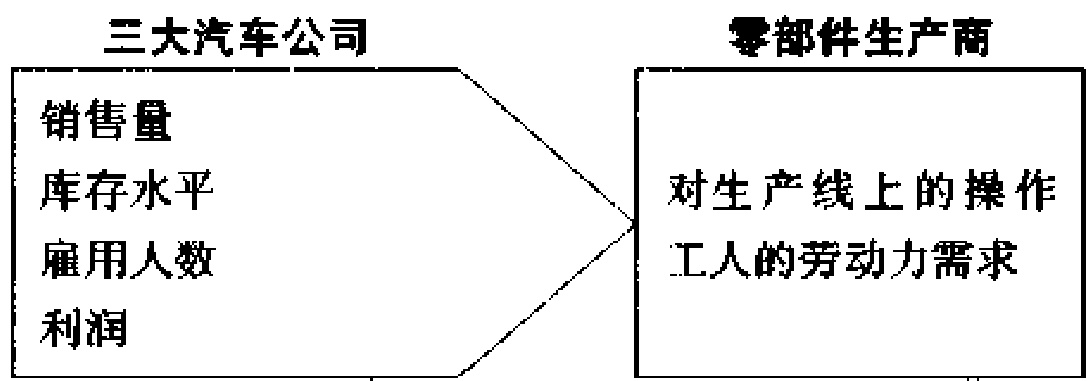 三大汽车公司
销售量
库存水平
雇用人数
利润
零部件生产商
对生产线上的操作
工人的劳动力需求